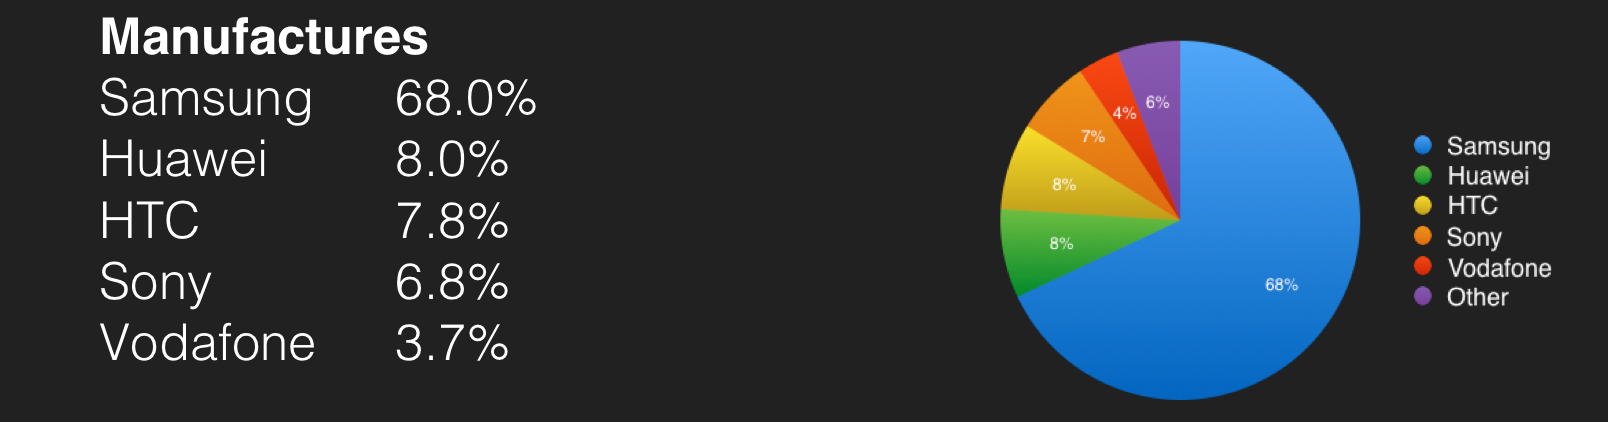 Manufactures
Samsung 68.0%
Huawei 8.0%
HTC 7.8%
Sony 6.8%
Vodafone 3.7%
6%
4%
7%
8%
8%
68%
Samsung
Huawei
HTC
Sony
Vodafone
Other